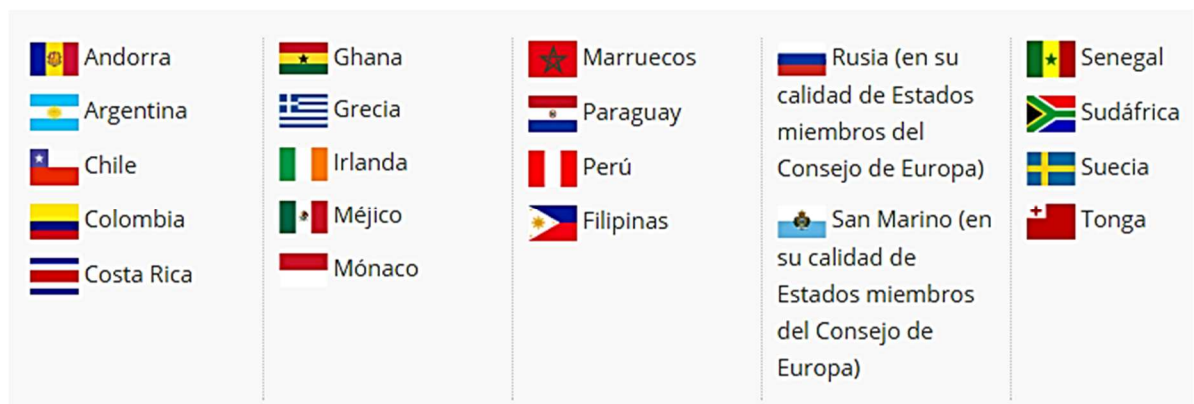 Andorra
Argentina
Chile
Colombia
Costa Rica
Ghana
Grecia
Irlanda
Méjico
Mónaco
Marruecos
Paraguay
Perú
Filipinas
Rusia (en su
calidad de Estados
miembros del
Consejo de Europa)
San Marino (en
su calidad de
Estados miembros
del Consejo de
Europa)
Senegal
Sudáfrica
Suecia
Tonga